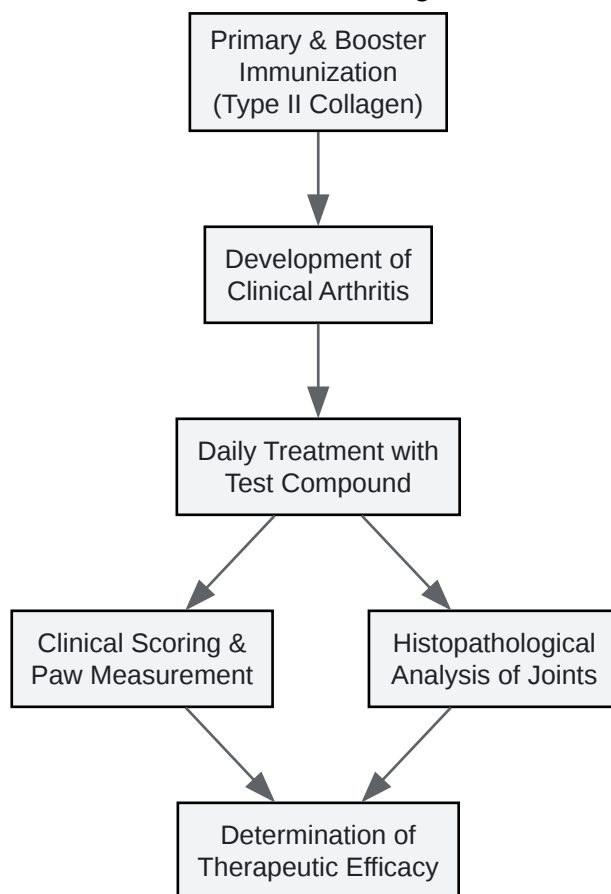 Primary & Booster
Immunization
(Type II Collagen)
Development of
Clinical Arthritis
Daily Treatment with
Test Compound
Clinical Scoring &
Paw Measurement
Histopathological
Analysis of Joints
Determination of
Therapeutic Efficacy